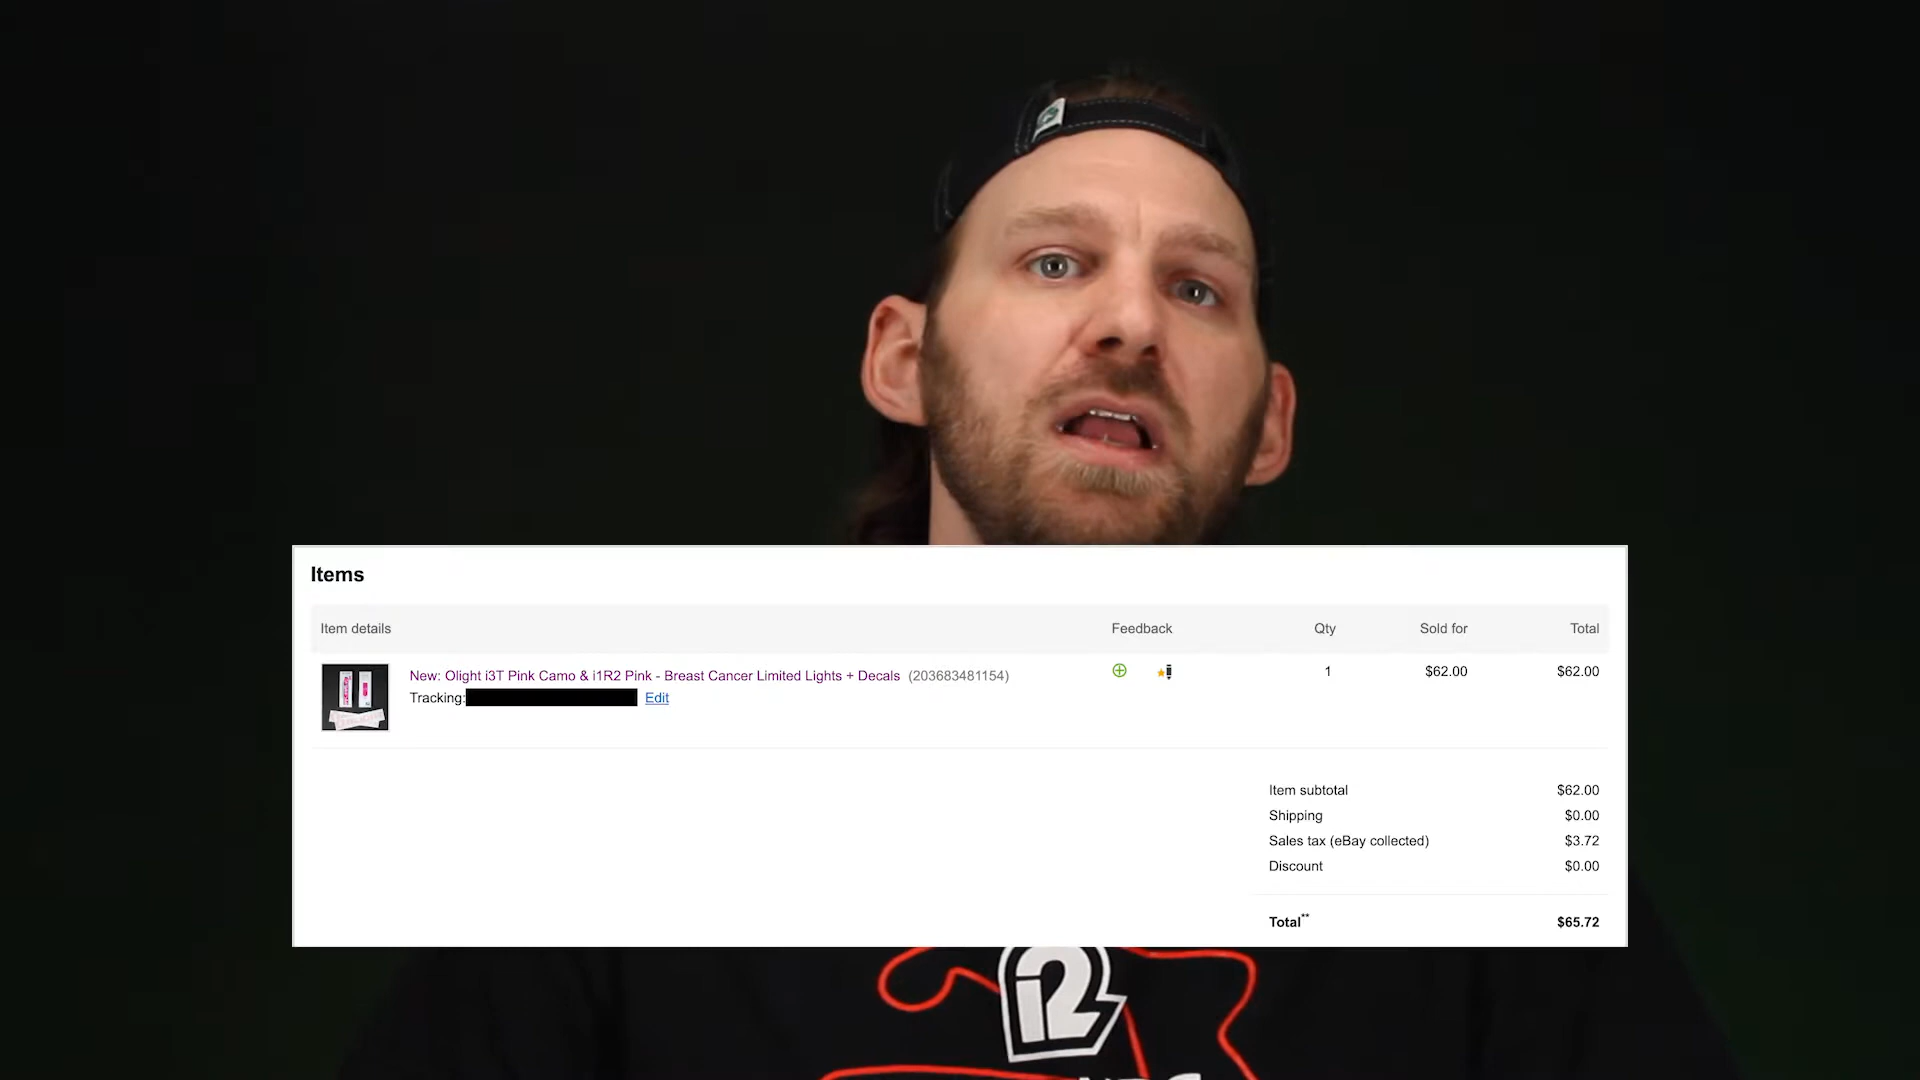 Items
Item details Feedback Qty Sold for Total
New: Olight i3T Pink Camo & i1R2 Pink - Breast Cancer Limited Lights + Decals (203683481154) 1 $62.00 $62.00
Tracking: Edit
Item subtotal $62.00
Shipping $0.00
Sales tax (eBay collected) $3.72
Discount $0.00
Total** $65.72
i2